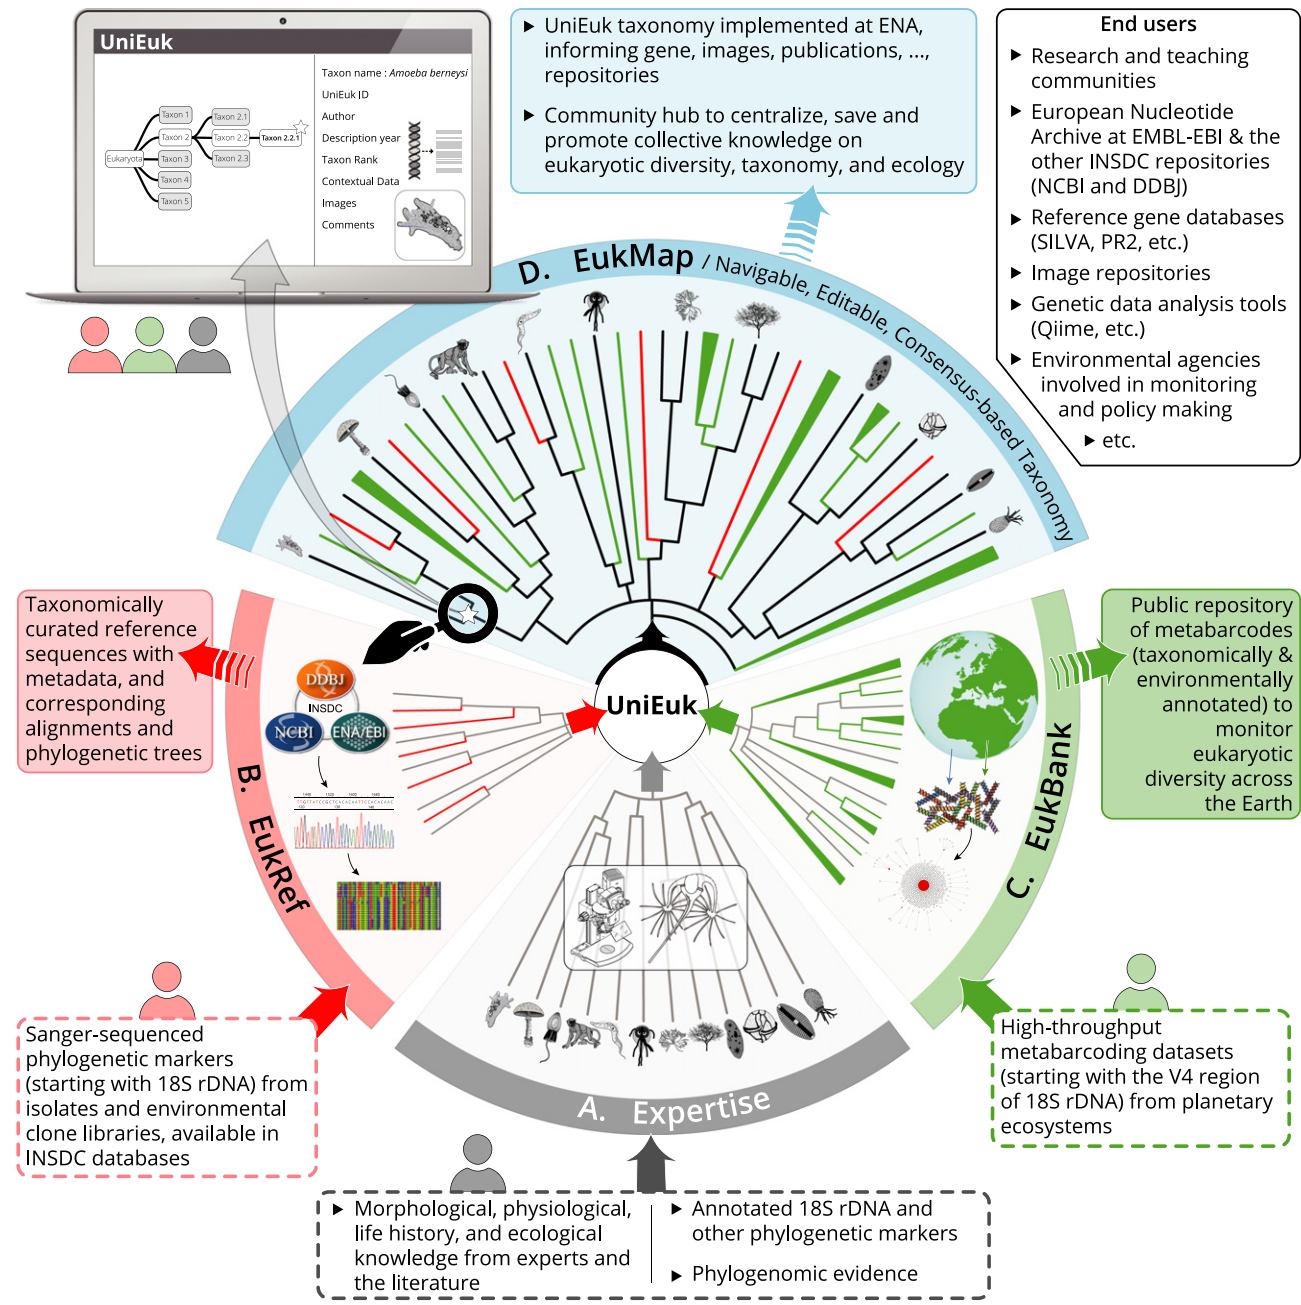 UniEuk
Taxon name : Amoeba berneysi
UniEuk ID
Author
Description year
Taxon Rank
Contextual Data
Images
Comments
Eukaryota
Taxon 1
Taxon 2
Taxon 3
Taxon 4
Taxon 5
Taxon 2.1
Taxon 2.2
Taxon 2.3
Taxon 2.2.1
▶ UniEuk taxonomy implemented at ENA,
informing gene, images, publications, ...,
repositories
▶ Community hub to centralize, save and
promote collective knowledge on
eukaryotic diversity, taxonomy, and ecology
End users
▶ Research and teaching
communities
▶ European Nucleotide
Archive at EMBL-EBI & the
other INSDC repositories
(NCBI and DDBJ)
▶ Reference gene databases
(SILVA, PR2, etc.)
▶ Image repositories
▶ Genetic data analysis tools
(Qiime, etc.)
▶ Environmental agencies
involved in monitoring
and policy making
▶ etc.
D. EukMap / Navigable, Editable, Consensus-based Taxonomy
Taxonomically
curated reference
sequences with
metadata, and
corresponding
alignments and
phylogenetic trees
DDBJ
INSDC
NCBI
ENA/EBI
B. EukRef
UniEuk
Public repository
of metabarcodes
(taxonomically &
environmentally
annotated) to
monitor
eukaryotic
diversity across
the Earth
C. EukBank
Sanger-sequenced
phylogenetic markers
(starting with 18S rDNA) from
isolates and environmental
clone libraries, available in
INSDC databases
High-throughput
metabarcoding datasets
(starting with the V4 region
of 18S rDNA) from planetary
ecosystems
A. Expertise
▶ Morphological, physiological,
life history, and ecological
knowledge from experts and
the literature
▶ Annotated 18S rDNA and
other phylogenetic markers
▶ Phylogenomic evidence